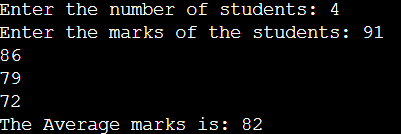 Enter the number of students: 4
Enter the marks of the students: 91
86
79
72
The Average marks is: 82